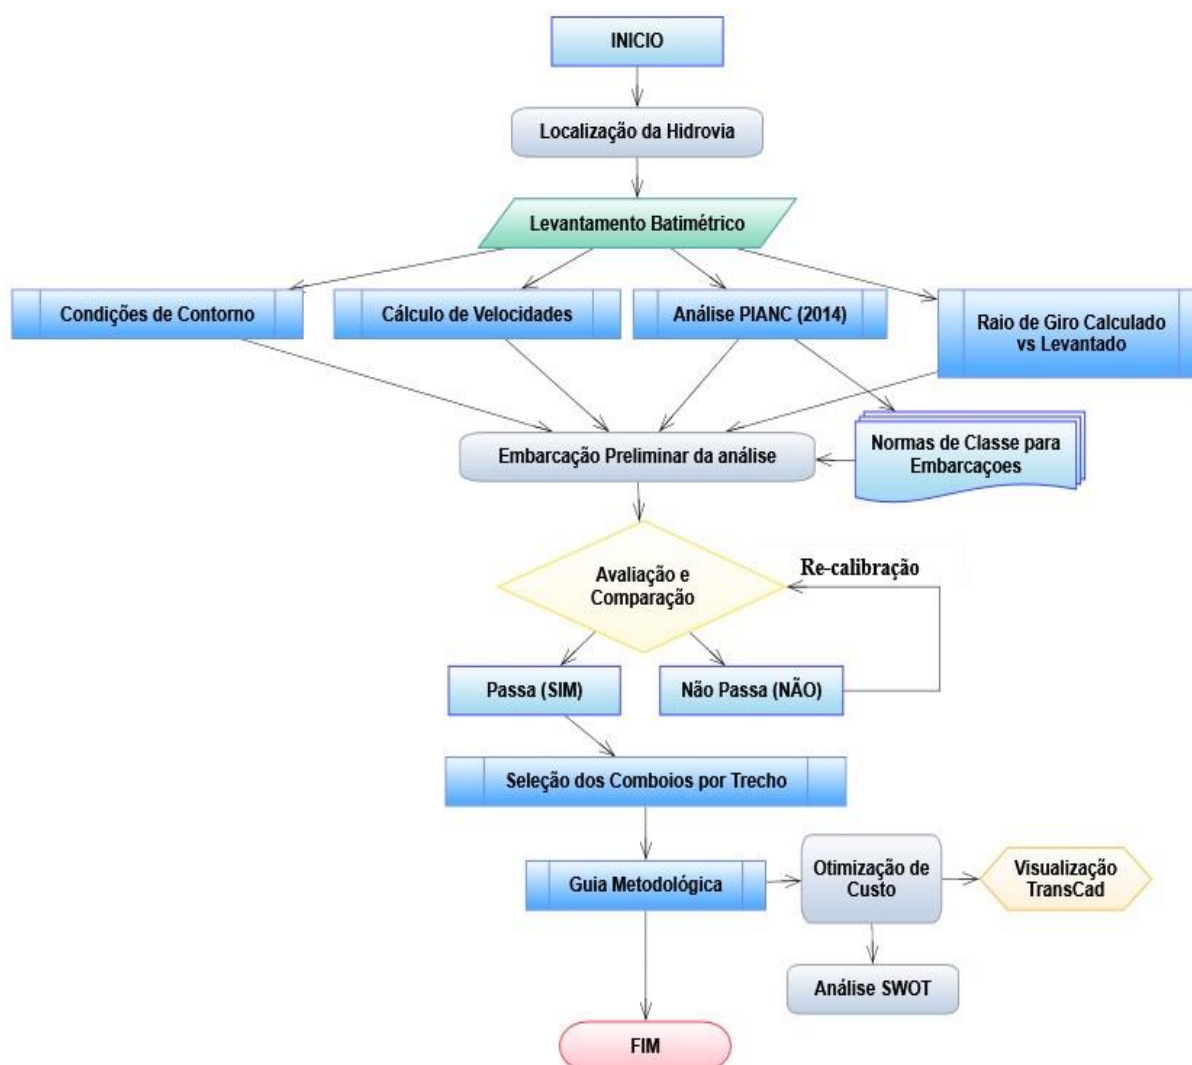 INICIO
Localização da Hidrovia
Levantamento Batimétrico
Condições de Contorno
Cálculo de Velocidades
Análise PIANC (2014)
Raio de Giro Calculado
vs Levantado
Normas de Classe para
Embarcaçoes
Embarcação Preliminar da análise
Avaliação e
Comparação
Re-calibração
Passa (SIM)
Não Passa (NÃO)
Seleção dos Comboios por Trecho
Guia Metodológica
Otimização de
Custo
Visualização
TransCad
Análise SWOT
FIM